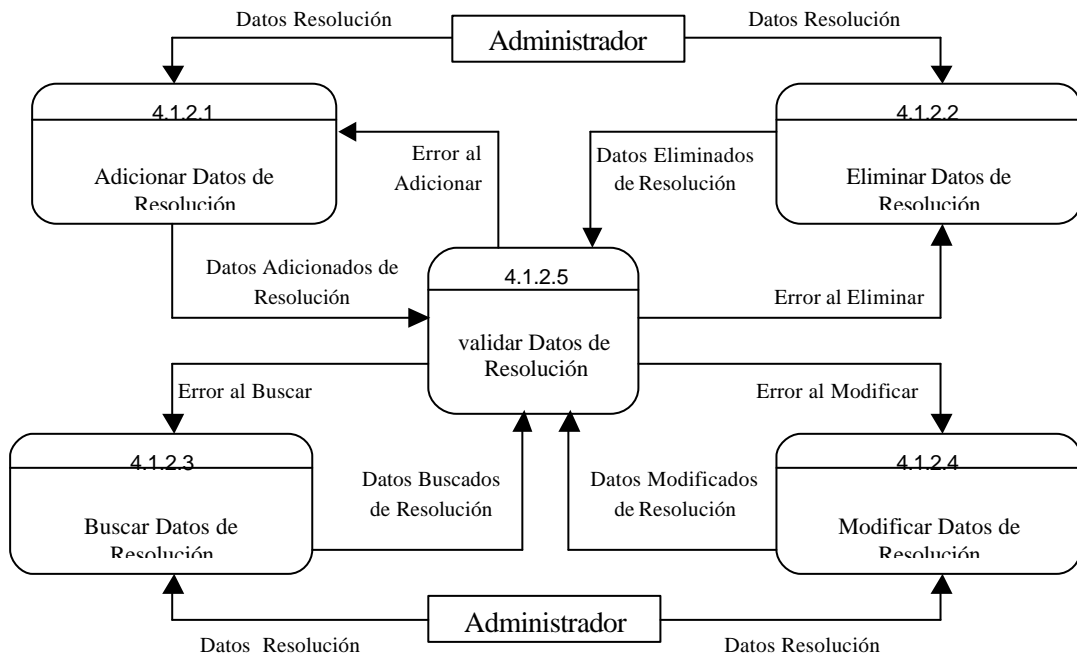 Datos Resolución
Administrador
Datos Resolución
4.1.2.1
Adicionar Datos de
Resolución
4.1.2.2
Eliminar Datos de
Resolución
Error al
Adicionar
Datos Eliminados
de Resolución
Datos Adicionados de
Resolución
4.1.2.5
validar Datos de
Resolución
Error al Eliminar
Error al Buscar
Error al Modificar
4.1.2.3
Buscar Datos de
Resolución
4.1.2.4
Modificar Datos de
Resolución
Datos Buscados
de Resolución
Datos Modificados
de Resolución
Datos Resolución
Administrador
Datos Resolución